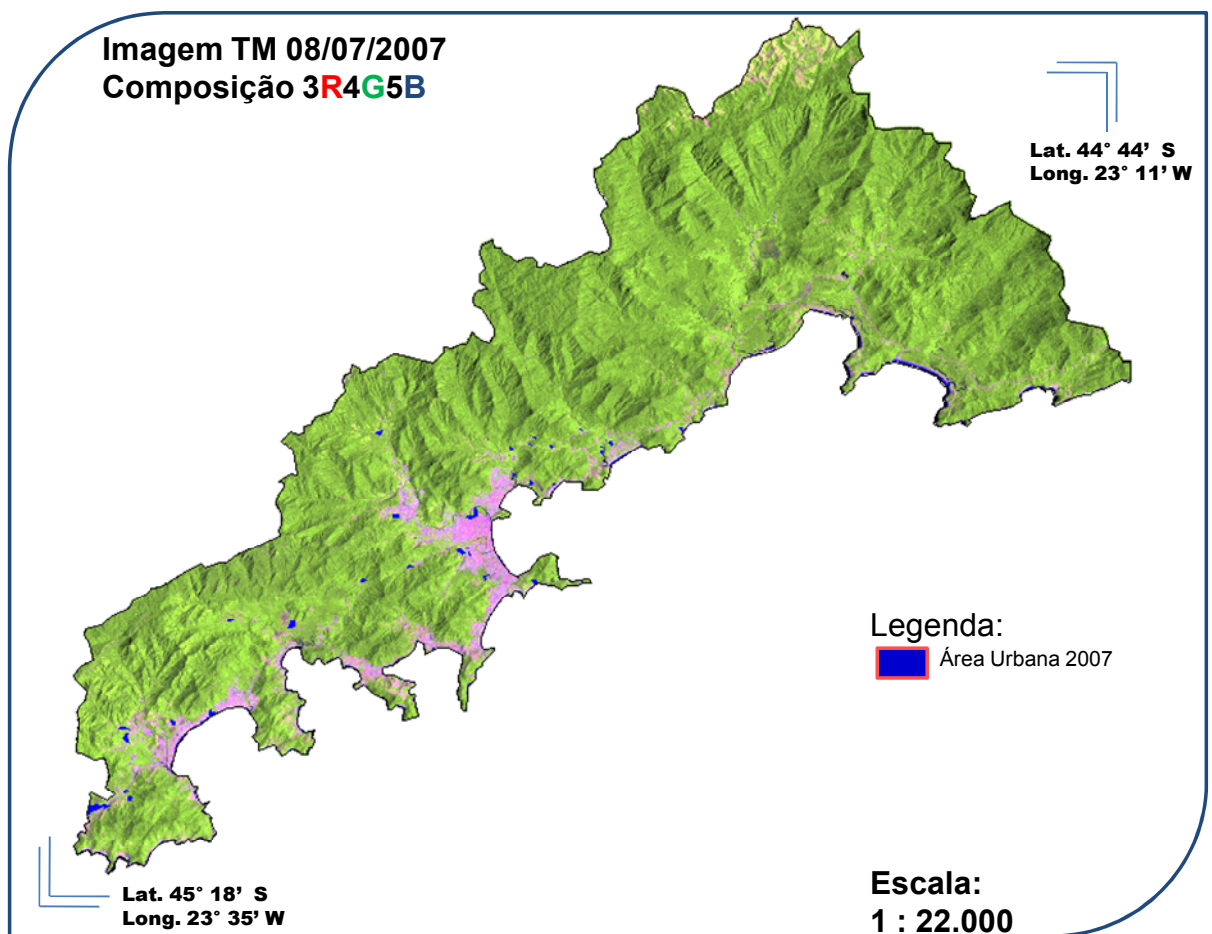 Imagem TM 08/07/2007
Composição 3R4G5B
Lat. 44° 44' S
Long. 23° 11' W
Legenda:
Área Urbana 2007
Lat. 45° 18' S
Long. 23° 35' W
Escala:
1 : 22.000